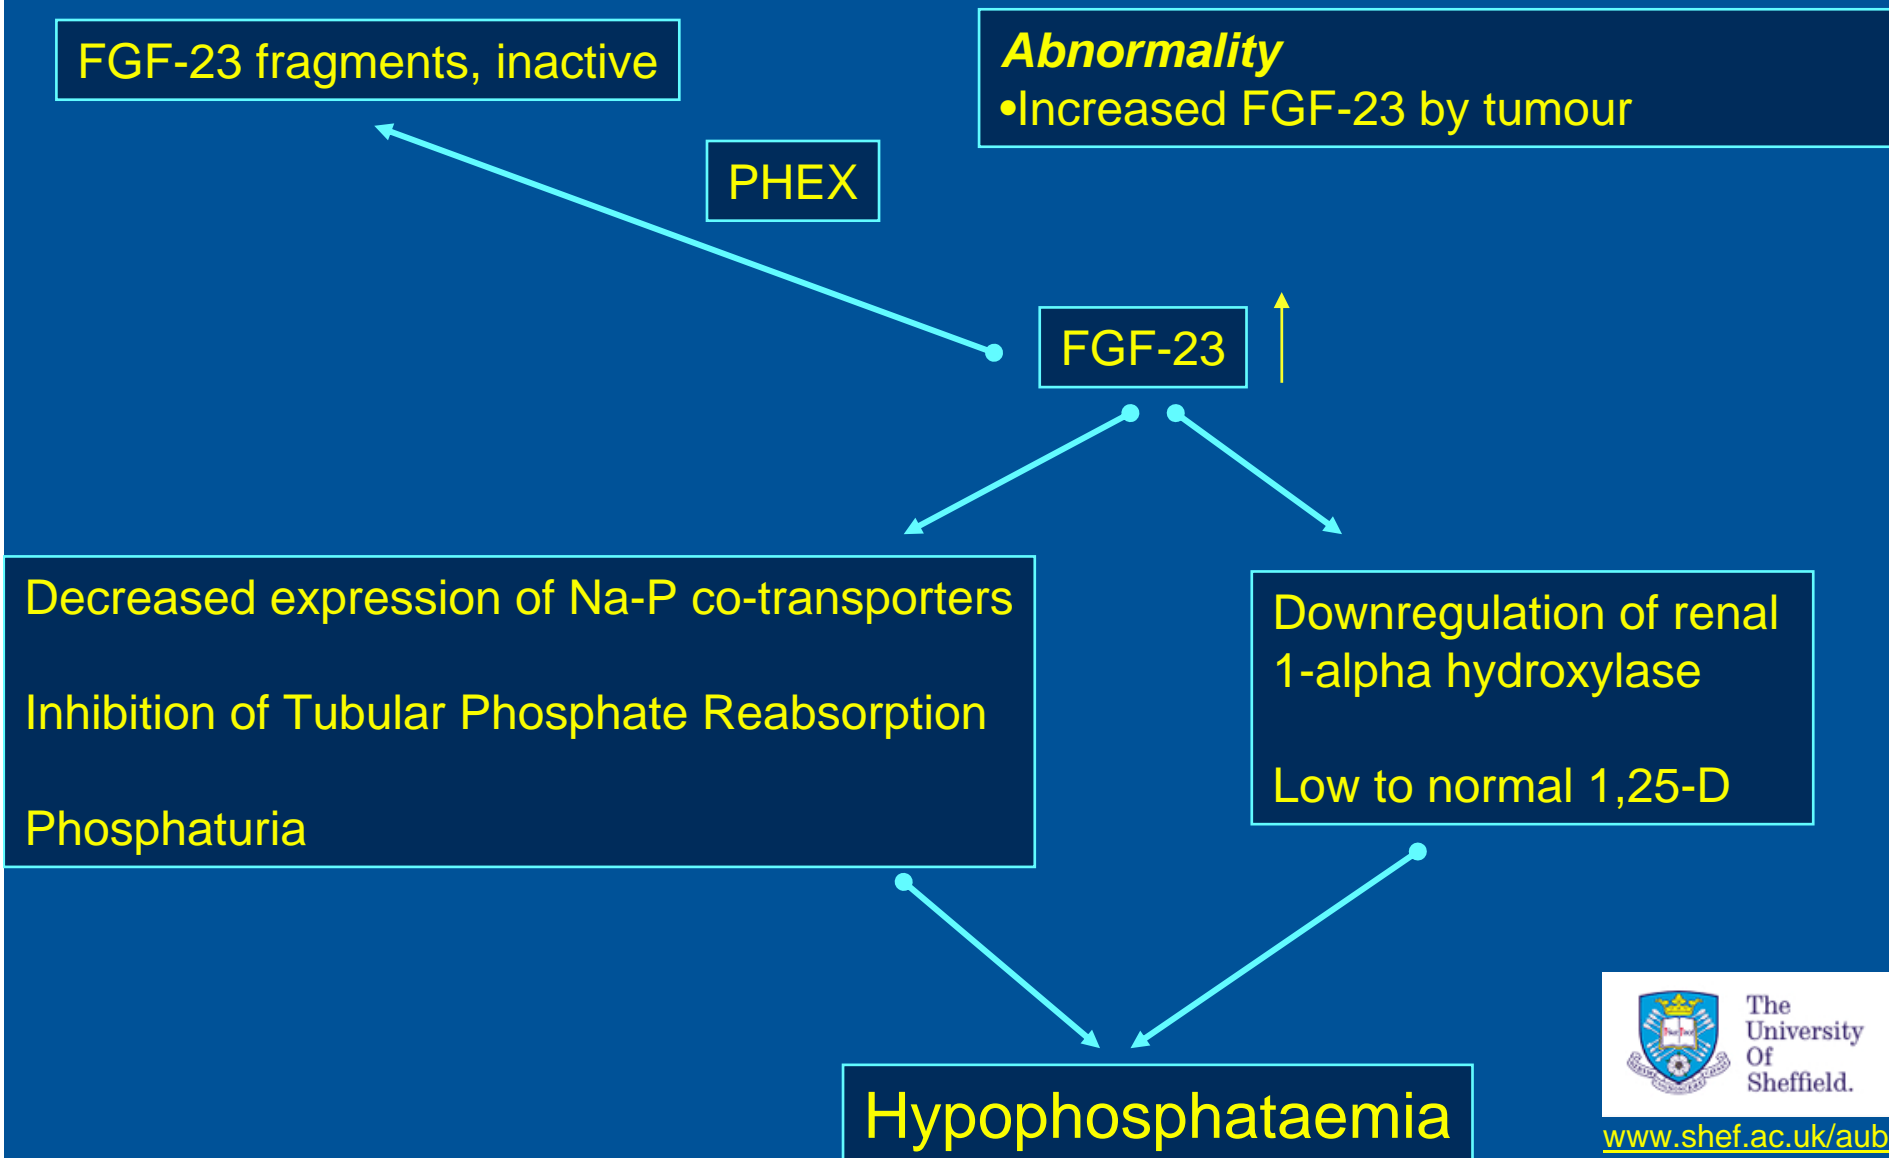 FGF-23 fragments, inactive
Abnormality
•Increased FGF-23 by tumour
PHEX
FGF-23
Decreased expression of Na-P co-transporters
Inhibition of Tubular Phosphate Reabsorption
Phosphaturia
Downregulation of renal
1-alpha hydroxylase
Low to normal 1,25-D
Hypophosphataemia
The
University
Of
Sheffield.
www.shef.ac.uk/aub